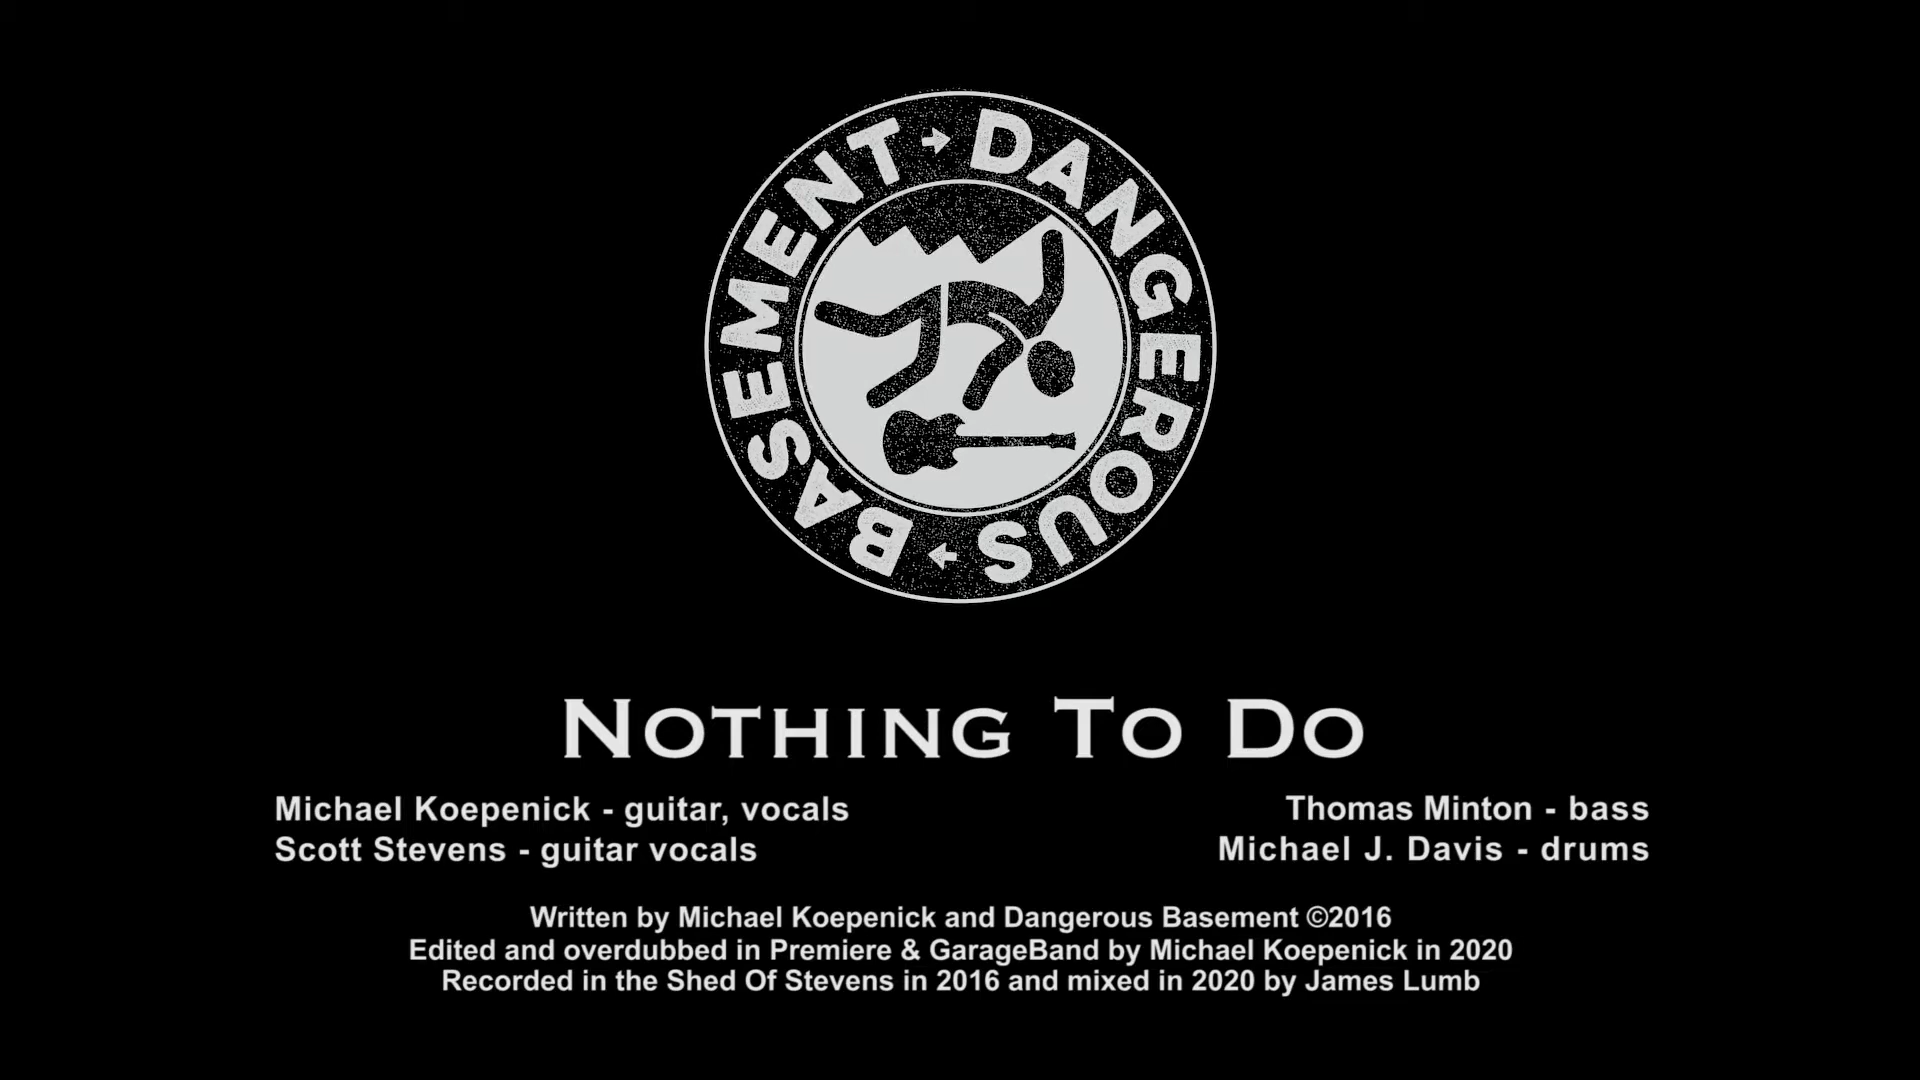 DANGEROUS BASEMENT
Nothing To Do
Michael Koepenick - guitar, vocals
Scott Stevens - guitar vocals
Thomas Minton - bass
Michael J. Davis - drums
Written by Michael Koepenick and Dangerous Basement ©2016
Edited and overdubbed in Premiere & GarageBand by Michael Koepenick in 2020
Recorded in the Shed Of Stevens in 2016 and mixed in 2020 by James Lumb